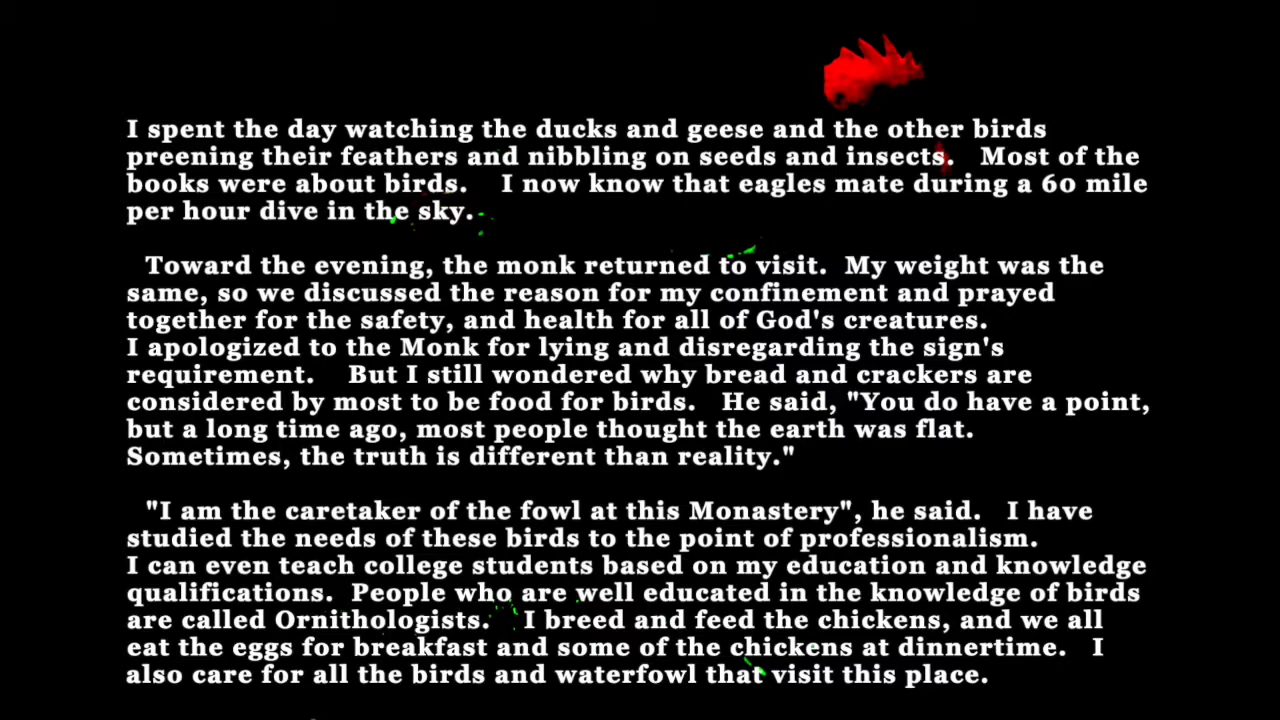 I spent the day watching the ducks and geese and the other birds
preening their feathers and nibbling on seeds and insects. Most of the
books were about birds. I now know that eagles mate during a 60 mile
per hour dive in the sky.
Toward the evening, the monk returned to visit. My weight was the
same, so we discussed the reason for my confinement and prayed
together for the safety, and health for all of God's creatures.
I apologized to the Monk for lying and disregarding the sign's
requirement. But I still wondered why bread and crackers are
considered by most to be food for birds. He said, "You do have a point,
but a long time ago, most people thought the earth was flat.
Sometimes, the truth is different than reality."
"I am the caretaker of the fowl at this Monastery", he said. I have
studied the needs of these birds to the point of professionalism.
I can even teach college students based on my education and knowledge
qualifications. People who are well educated in the knowledge of birds
are called Ornithologists. I breed and feed the chickens, and we all
eat the eggs for breakfast and some of the chickens at dinnertime. I
also care for all the birds and waterfowl that visit this place.